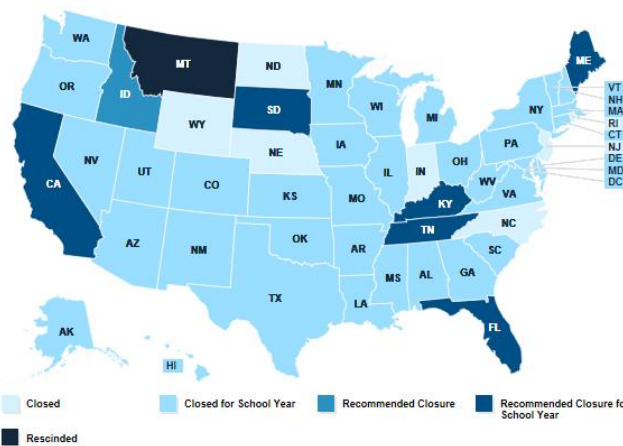 WA
OR
CA
NV
ID
MT
WY
UT
AZ
CO
NM
ND
SD
NE
KS
OK
TX
MN
IA
MO
AR
LA
WI
IL
MI
IN
OH
KY
TN
MS
AL
GA
FL
SC
NC
VA
WV
PA
NY
ME
VT
NH
MA
RI
CT
NJ
DE
MD
DC
AK
HI
Closed
Closed for School Year
Recommended Closure
Recommended Closure fo
School Year
Rescinded